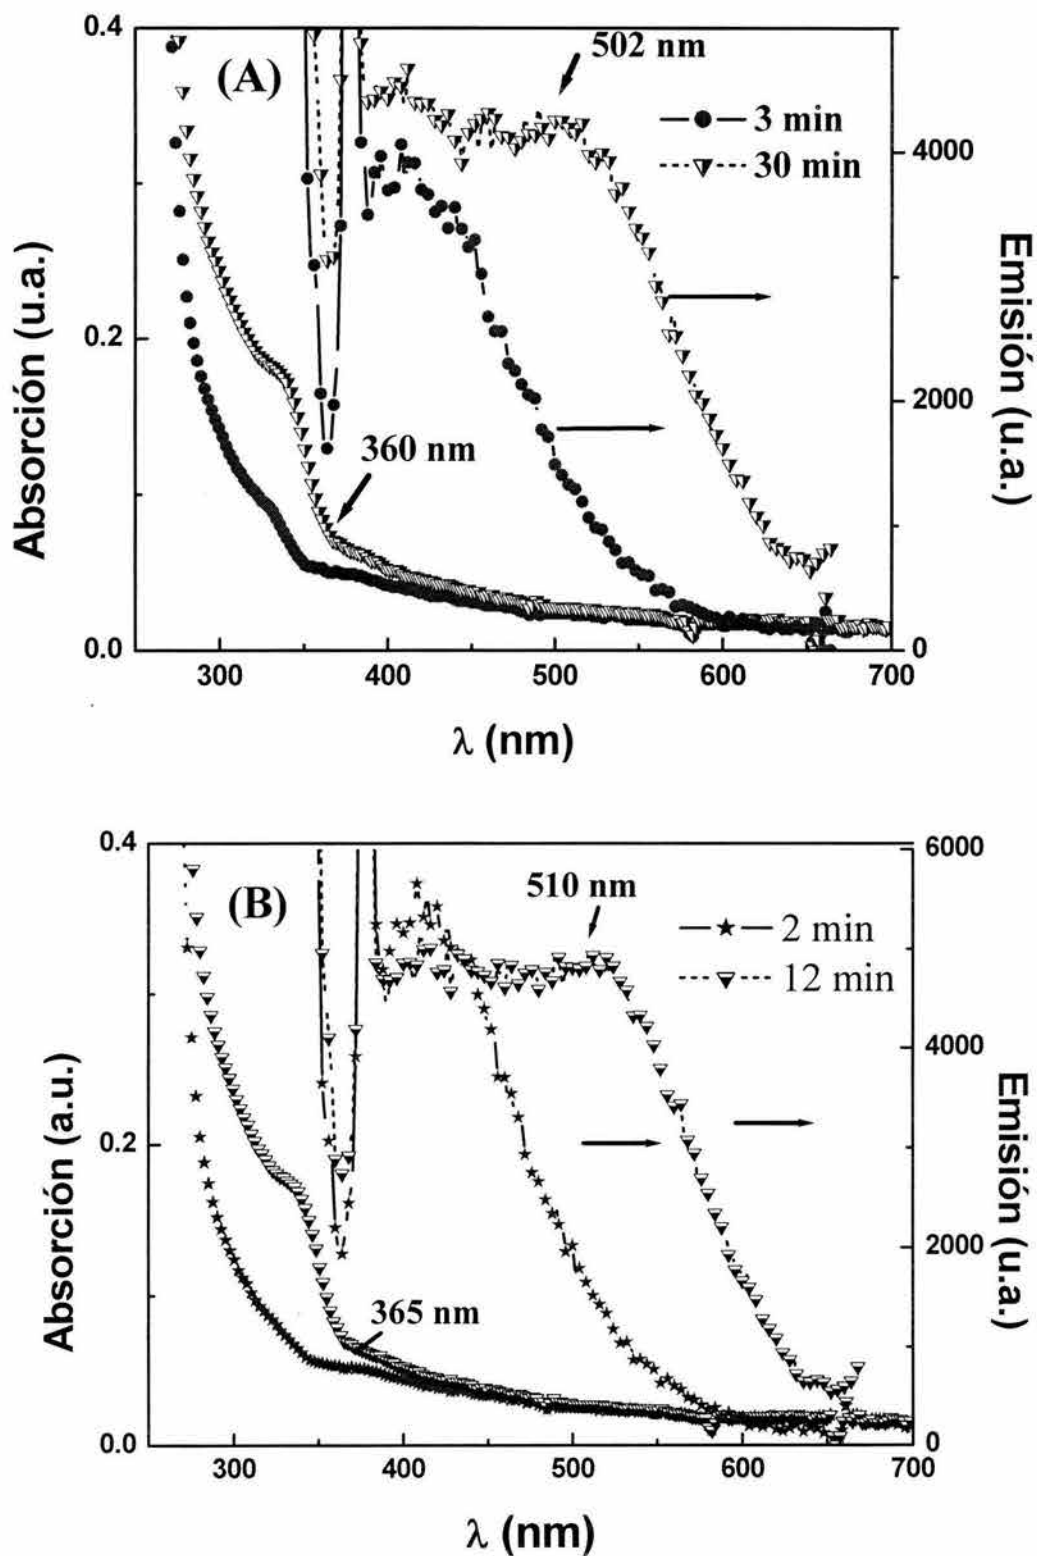 0.4
(A)
502 nm
3 min
30 min
4000
Absorción (u.a.)
0.2
Emisión (u.a.)
360 nm
2000
0.0
0
300
400
500
600
700
λ (nm)
0.4
6000
(B)
510 nm
2 min
12 min
4000
Absorción (a.u.)
0.2
Emisión (u.a.)
2000
365 nm
0.0
0
300
400
500
600
700
λ (nm)